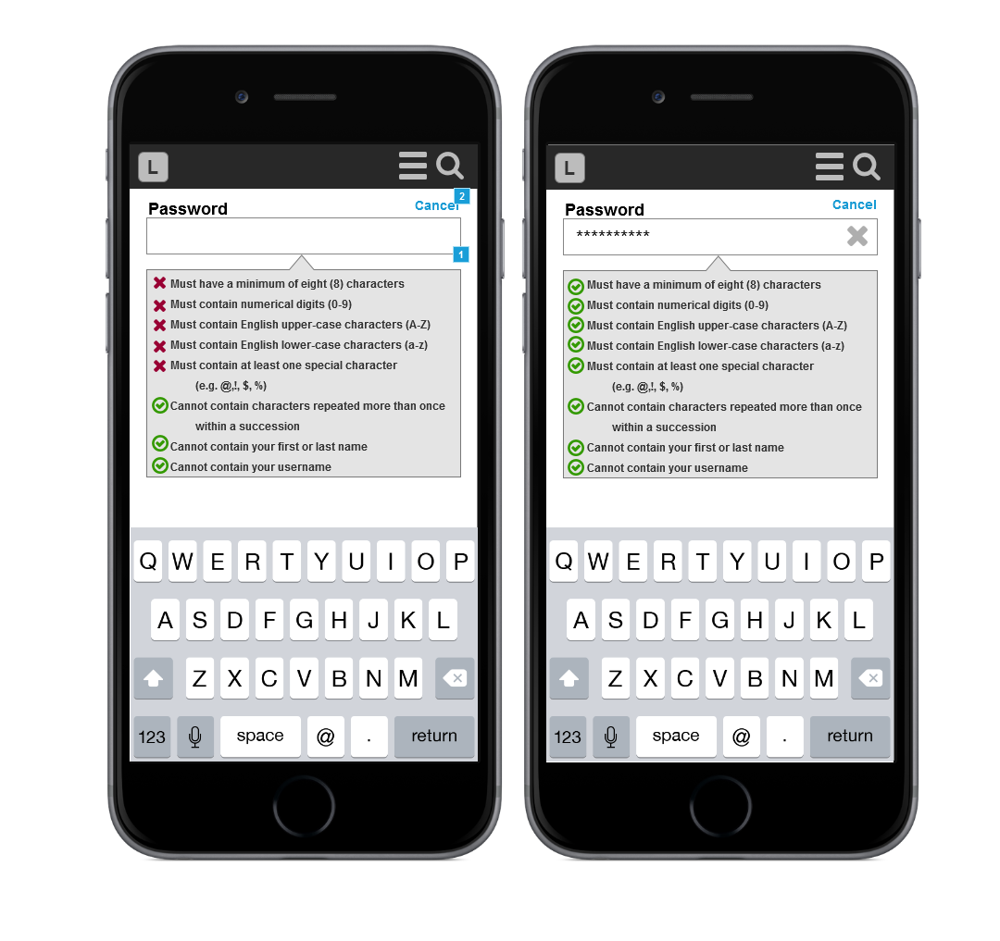 L
2
Password Cancel
1
Must have a minimum of eight (8) characters
Must contain numerical digits (0-9)
Must contain English upper-case characters (A-Z)
Must contain English lower-case characters (a-z)
Must contain at least one special character
(e.g. @,!, $, %)
Cannot contain characters repeated more than once
within a succession
Cannot contain your first or last name
Cannot contain your username
Q W E R T Y U I O P
A S D F G H J K L
Z X C V B N M
123 space @ . return
L
Password Cancel
**********
Must have a minimum of eight (8) characters
Must contain numerical digits (0-9)
Must contain English upper-case characters (A-Z)
Must contain English lower-case characters (a-z)
Must contain at least one special character
(e.g. @,!, $, %)
Cannot contain characters repeated more than once
within a succession
Cannot contain your first or last name
Cannot contain your username
Q W E R T Y U I O P
A S D F G H J K L
Z X C V B N M
123 space @ . return